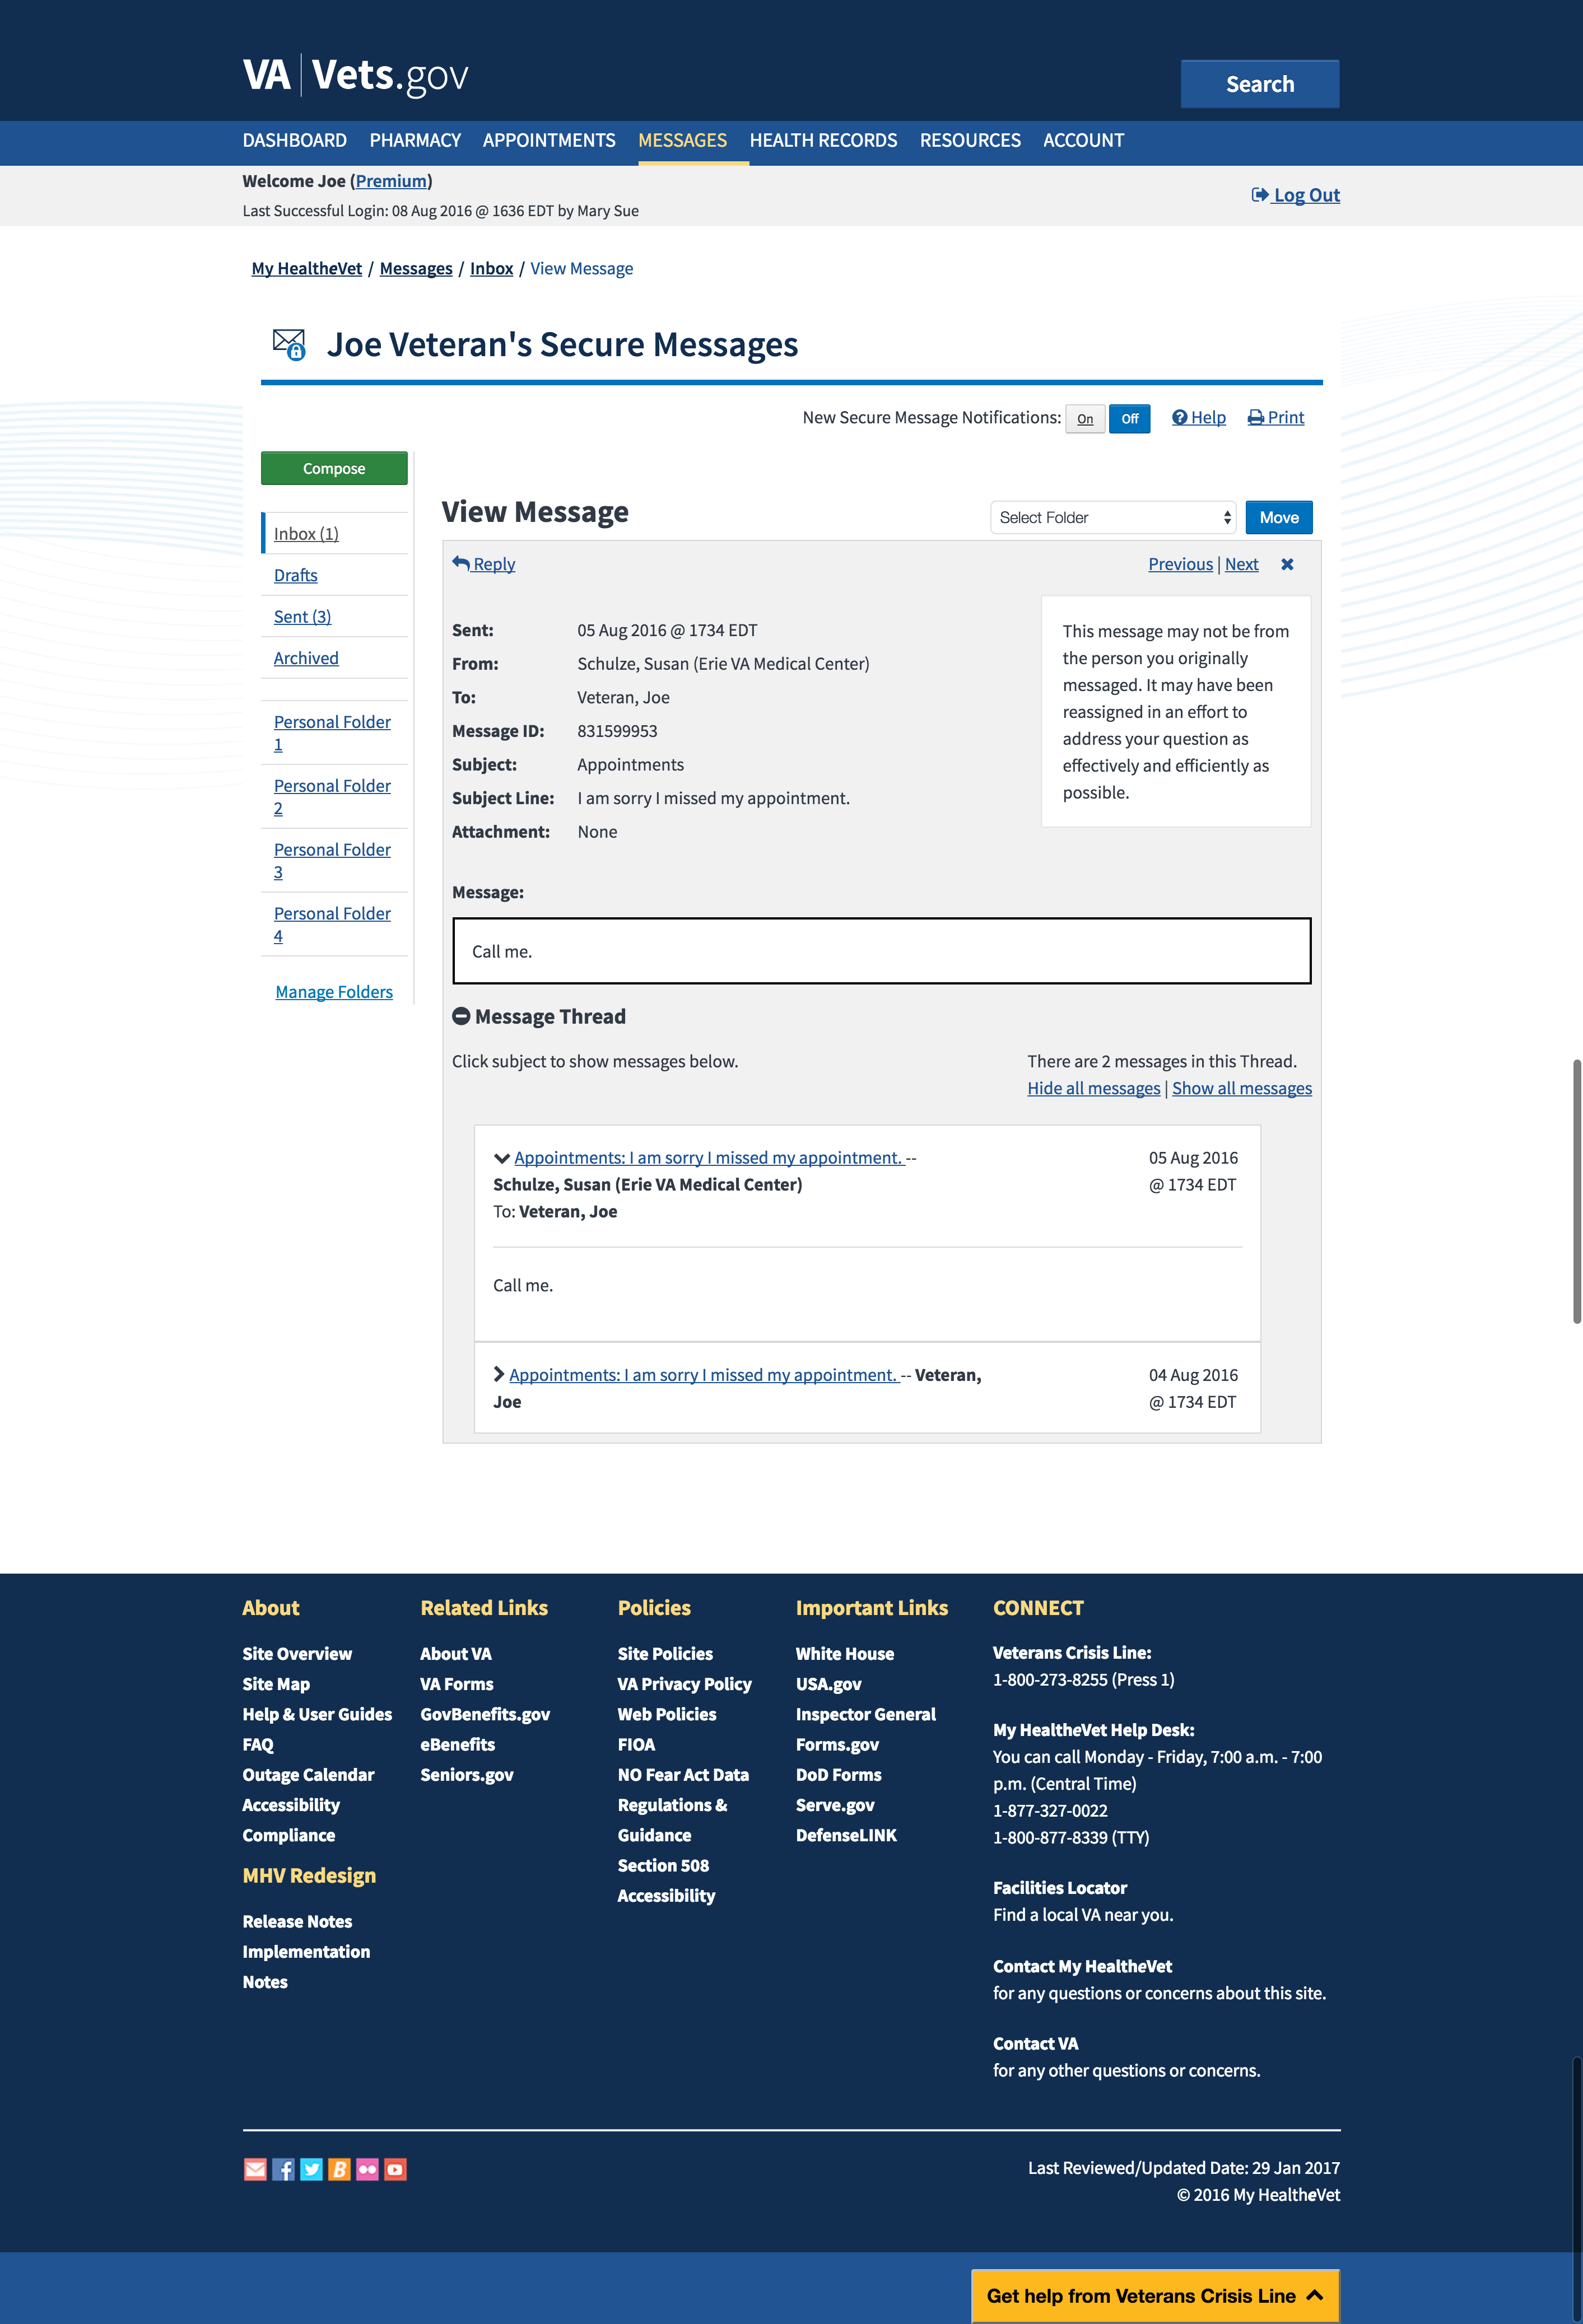 VA | Vets.gov
Search
DASHBOARD PHARMACY APPOINTMENTS MESSAGES HEALTH RECORDS RESOURCES ACCOUNT
Welcome Joe (Premium)
Last Successful Login: 08 Aug 2016 @ 1636 EDT by Mary Sue
Log Out
My HealtheVet / Messages / Inbox / View Message
Joe Veteran's Secure Messages
New Secure Message Notifications: On Off Help Print
Compose
Inbox (1)
Drafts
Sent (3)
Archived
Personal Folder
1
Personal Folder
2
Personal Folder
3
Personal Folder
4
Manage Folders
View Message
Select Folder
Move
Reply
Previous | Next
Sent: 05 Aug 2016 @ 1734 EDT
From: Schulze, Susan (Erie VA Medical Center)
To: Veteran, Joe
Message ID: 831599953
Subject: Appointments
Subject Line: I am sorry I missed my appointment.
Attachment: None
This message may not be from
the person you originally
messaged. It may have been
reassigned in an effort to
address your question as
effectively and efficiently as
possible.
Message:
Call me.
Message Thread
Click subject to show messages below.
There are 2 messages in this Thread.
Hide all messages | Show all messages
Appointments: I am sorry I missed my appointment. --
Schulze, Susan (Erie VA Medical Center)
To: Veteran, Joe
05 Aug 2016
@ 1734 EDT
Call me.
Appointments: I am sorry I missed my appointment. -- Veteran,
Joe
04 Aug 2016
@ 1734 EDT
About
Site Overview
Site Map
Help & User Guides
FAQ
Outage Calendar
Accessibility
Compliance
MHV Redesign
Release Notes
Implementation
Notes
Related Links
About VA
VA Forms
GovBenefits.gov
eBenefits
Seniors.gov
Policies
Site Policies
VA Privacy Policy
Web Policies
FIOA
NO Fear Act Data
Regulations &
Guidance
Section 508
Accessibility
Important Links
White House
USA.gov
Inspector General
Forms.gov
DoD Forms
Serve.gov
DefenseLINK
CONNECT
Veterans Crisis Line:
1-800-273-8255 (Press 1)
My HealtheVet Help Desk:
You can call Monday - Friday, 7:00 a.m. - 7:00
p.m. (Central Time)
1-877-327-0022
1-800-877-8339 (TTY)
Facilities Locator
Find a local VA near you.
Contact My HealtheVet
for any questions or concerns about this site.
Contact VA
for any other questions or concerns.
Last Reviewed/Updated Date: 29 Jan 2017
© 2016 My HealtheVet
Get help from Veterans Crisis Line